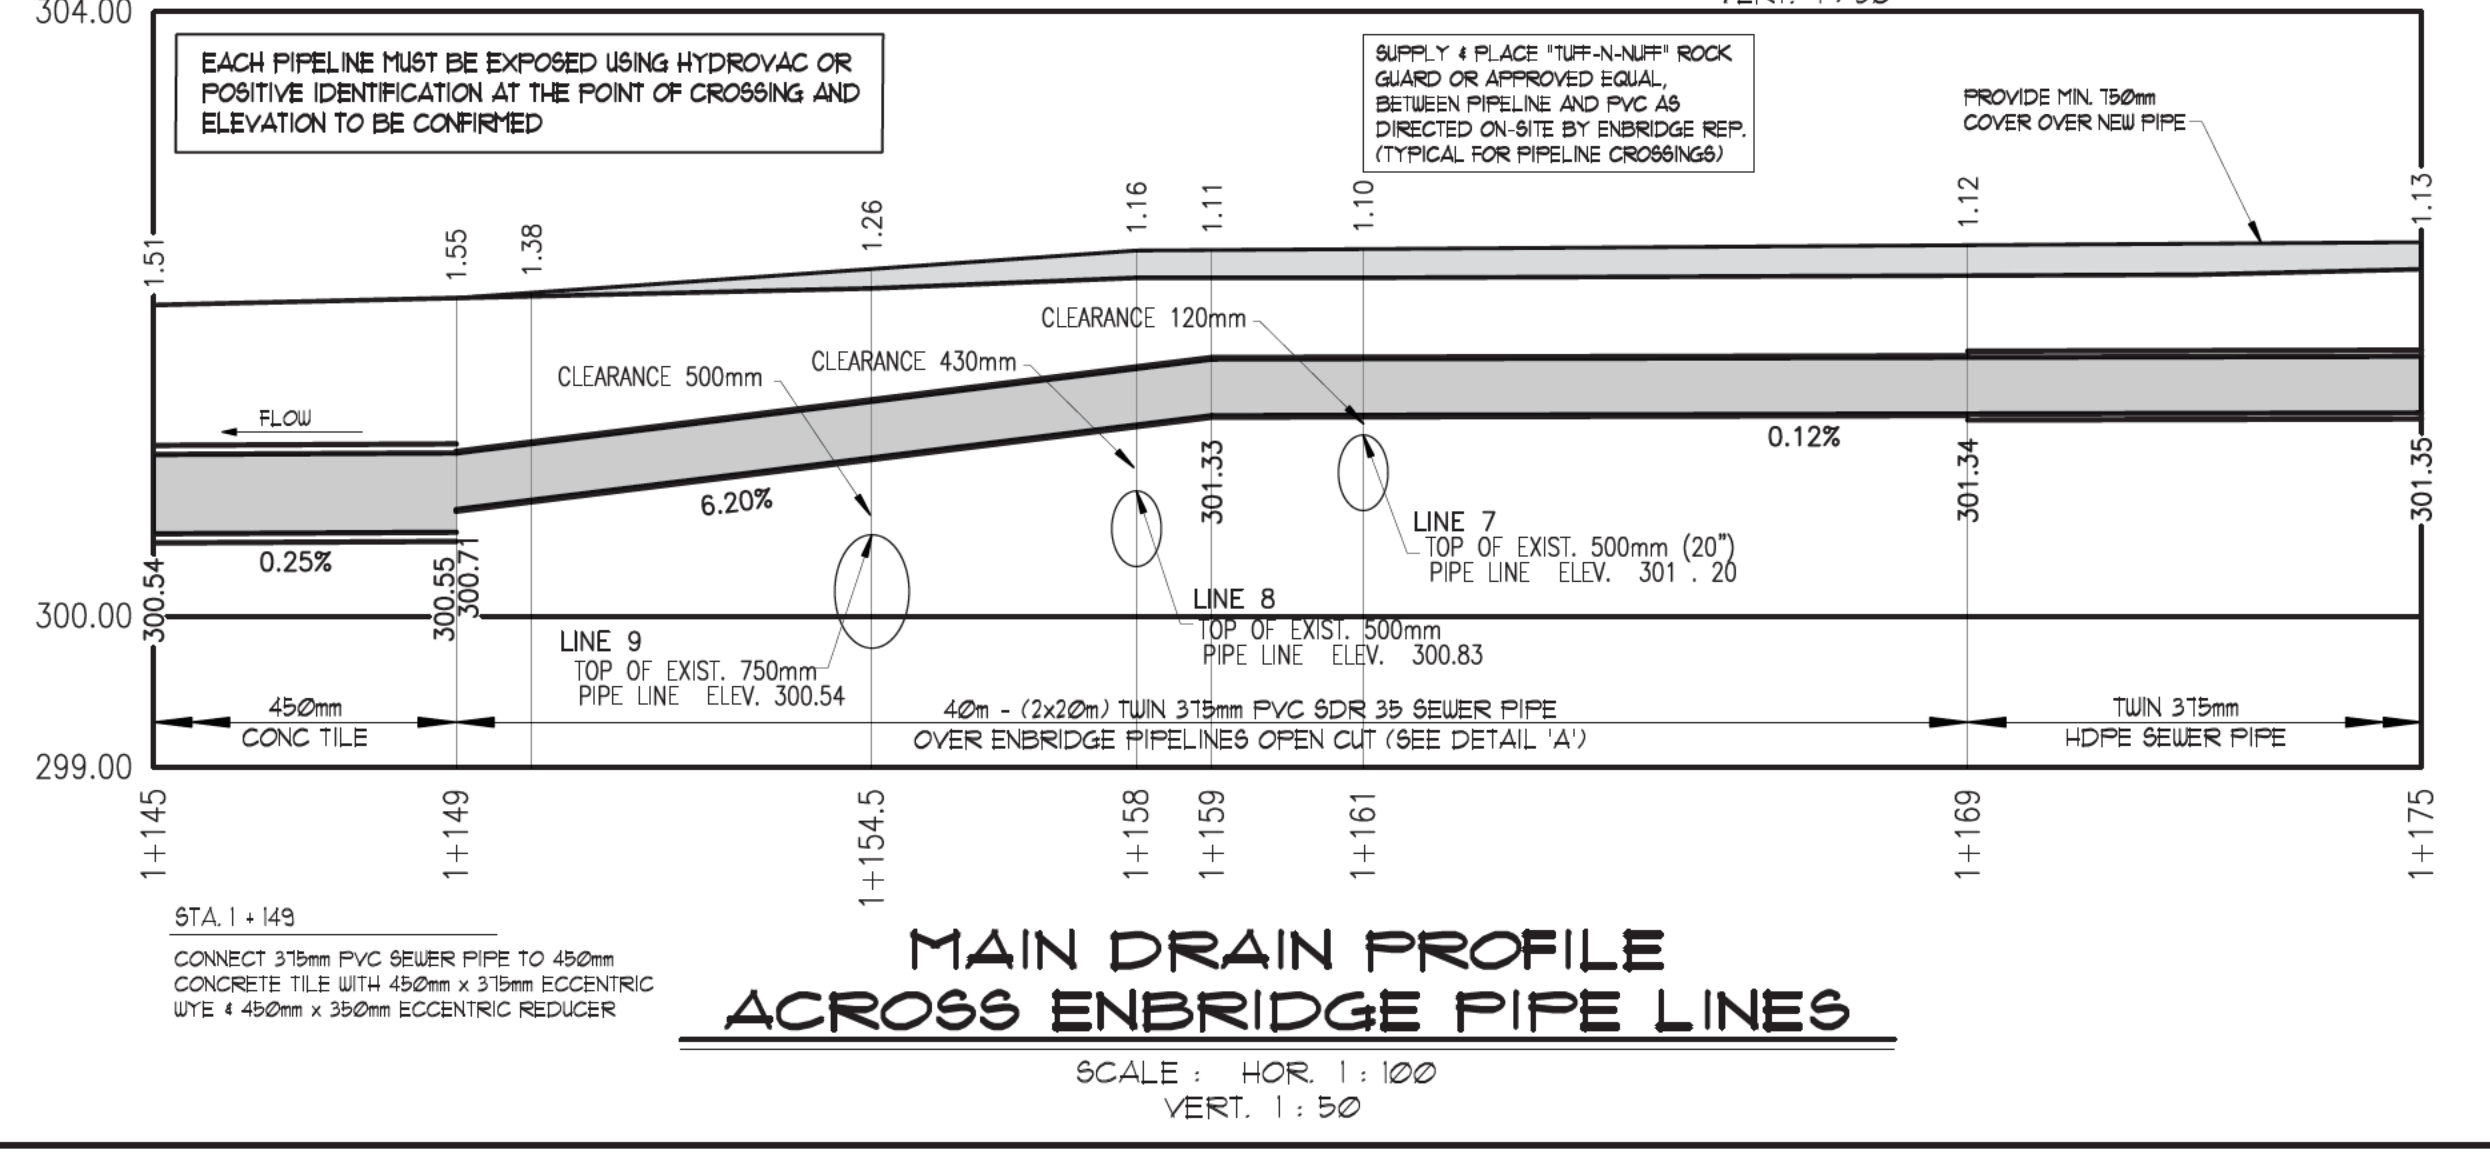 VERT. 1 : 50
304.00
EACH PIPELINE MUST BE EXPOSED USING HYDROVAC OR
POSITIVE IDENTIFICATION AT THE POINT OF CROSSING AND
ELEVATION TO BE CONFIRMED
SUPPLY & PLACE "TUFF-N-NUFF" ROCK
GUARD OR APPROVED EQUAL,
BETWEEN PIPELINE AND PVC AS
DIRECTED ON-SITE BY ENBRIDGE REP.
(TYPICAL FOR PIPELINE CROSSINGS)
PROVIDE MIN. 750mm
COVER OVER NEW PIPE
1.51
1.55
1.38
1.26
1.16
1.11
1.10
1.12
1.13
CLEARANCE 120mm
CLEARANCE 430mm
CLEARANCE 500mm
FLOW
0.25%
6.20%
0.12%
300.54
300.55
300.71
301.33
301.34
301.35
LINE 7
TOP OF EXIST. 500mm (20")
PIPE LINE ELEV. 301 . 20
LINE 8
TOP OF EXIST. 500mm
PIPE LINE ELEV. 300.83
300.00
LINE 9
TOP OF EXIST. 750mm
PIPE LINE ELEV. 300.54
450mm
CONC TILE
40m - (2x20m) TWIN 375mm PVC SDR 35 SEWER PIPE
OVER ENBRIDGE PIPELINES OPEN CUT (SEE DETAIL 'A')
TWIN 375mm
HDPE SEWER PIPE
299.00
1+145
1+149
1+154.5
1+158
1+159
1+161
1+169
1+175
STA. 1 + 149
CONNECT 375mm PVC SEWER PIPE TO 450mm
CONCRETE TILE WITH 450mm x 375mm ECCENTRIC
WYE & 450mm x 350mm ECCENTRIC REDUCER
MAIN DRAIN PROFILE
ACROSS ENBRIDGE PIPE LINES
SCALE : HOR. 1 : 100
VERT. 1 : 50